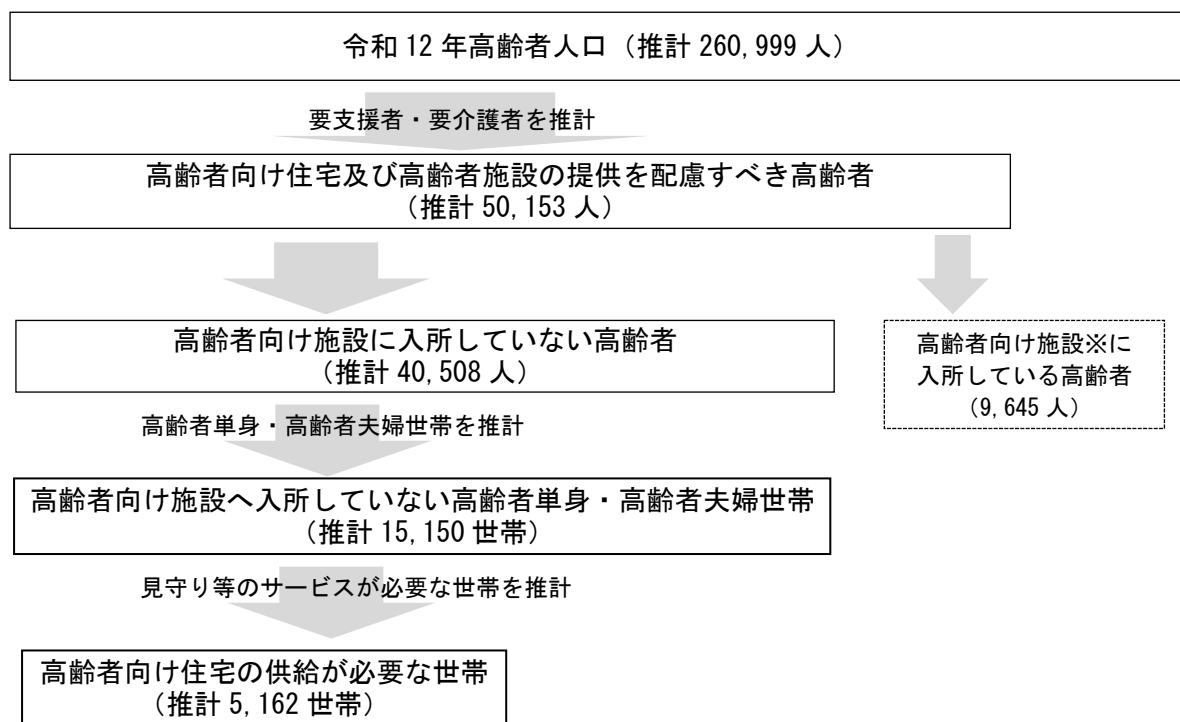 令和 12 年高齢者人口（推計 260,999 人）
要支援者・要介護者を推計
高齢者向け住宅及び高齢者施設の提供を配慮すべき高齢者
（推計 50,153 人）
高齢者向け施設に入所していない高齢者
（推計 40,508 人）
高齢者向け施設※に
入所している高齢者
（9,645 人）
高齢者単身・高齢者夫婦世帯を推計
高齢者向け施設へ入所していない高齢者単身・高齢者夫婦世帯
（推計 15,150 世帯）
見守り等のサービスが必要な世帯を推計
高齢者向け住宅の供給が必要な世帯
（推計 5,162 世帯）